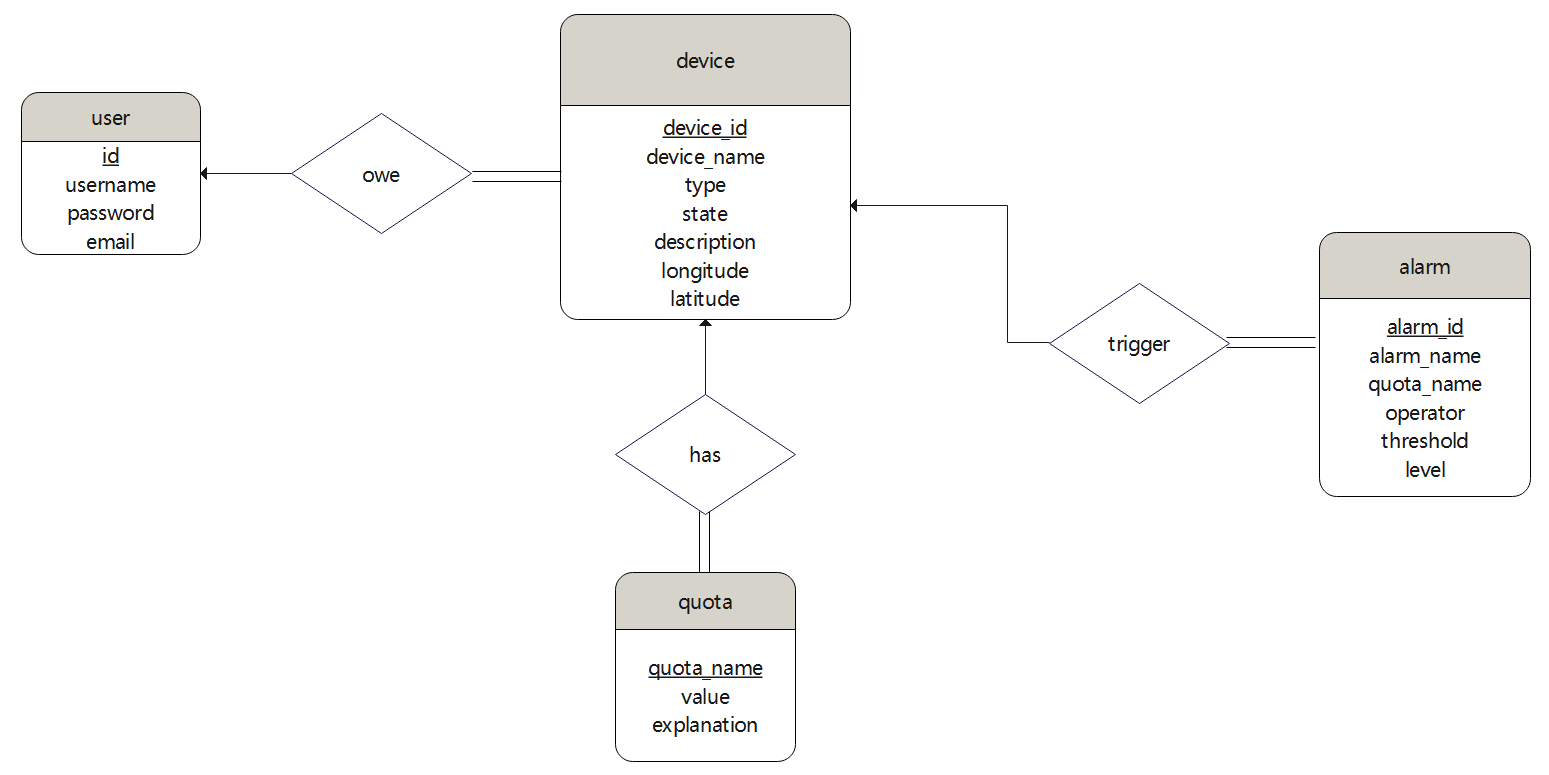 user
id
username
password
email
owe
device
device_id
device_name
type
state
description
longitude
latitude
has
quota
quota_name
value
explanation
trigger
alarm
alarm_id
alarm_name
quota_name
operator
threshold
level